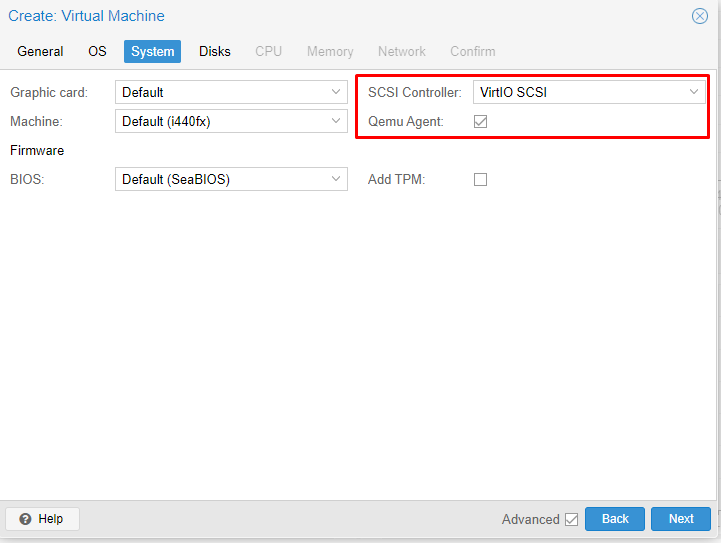 Create: Virtual Machine
General OS System Disks CPU Memory Network Confirm
Graphic card: Default SCSI Controller: VirtIO SCSI
Machine: Default (i440fx) Qemu Agent:
Firmware
BIOS: Default (SeaBIOS) Add TPM:
Help Advanced Back Next